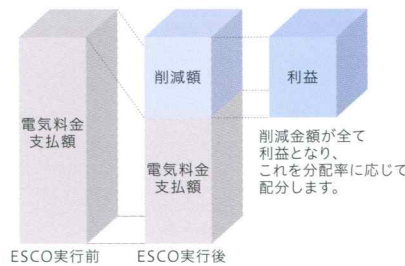 電気料金
支払額
削減額
電気料金
支払額
利益
削減金額が全て
利益となり、
これを分配率に応じて
配分します。
ESCO実行前
ESCO実行後